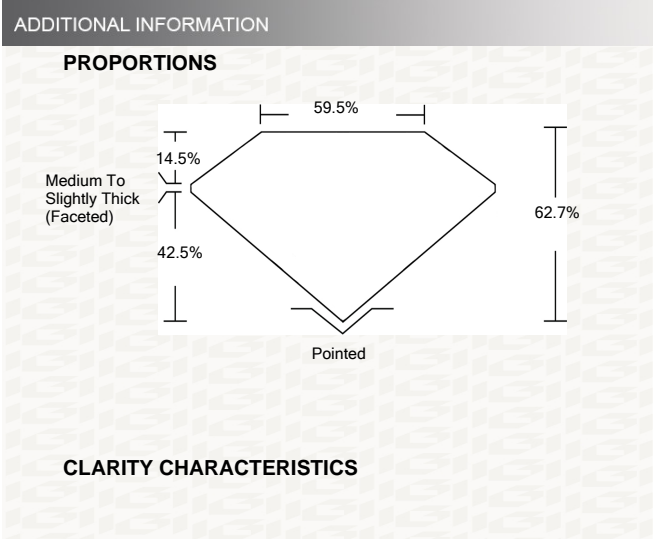 ADDITIONAL INFORMATION
PROPORTIONS
59.5%
14.5%
Medium To
Slightly Thick
(Faceted)
62.7%
42.5%
Pointed
CLARITY CHARACTERISTICS